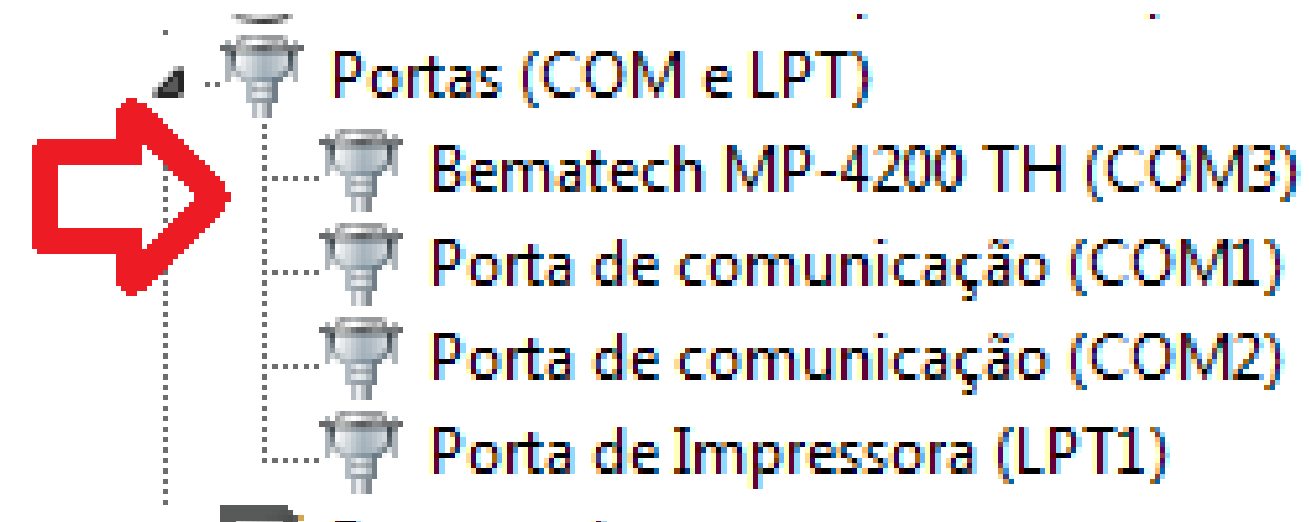 Portas (COM e LPT)
Bematech MP-4200 TH (COM3)
Porta de comunicação (COM1)
Porta de comunicação (COM2)
Porta de Impressora (LPT1)